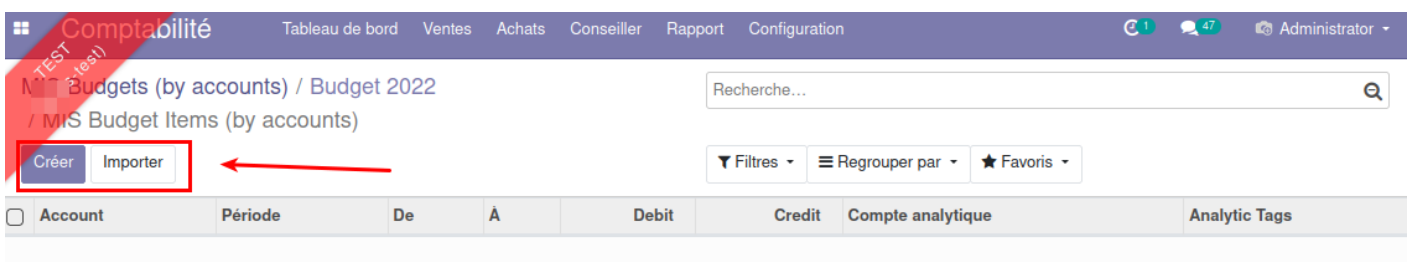 Comptabilité Tableau de bord Ventes Achats Conseiller Rapport Configuration 1 47 Administrator
TEST
-test)
MIS Budgets (by accounts) / Budget 2022
/ MIS Budget Items (by accounts)
Recherche...
Créer Importer Filtres Regrouper par Favoris
Account Période De À Debit Credit Compte analytique Analytic Tags